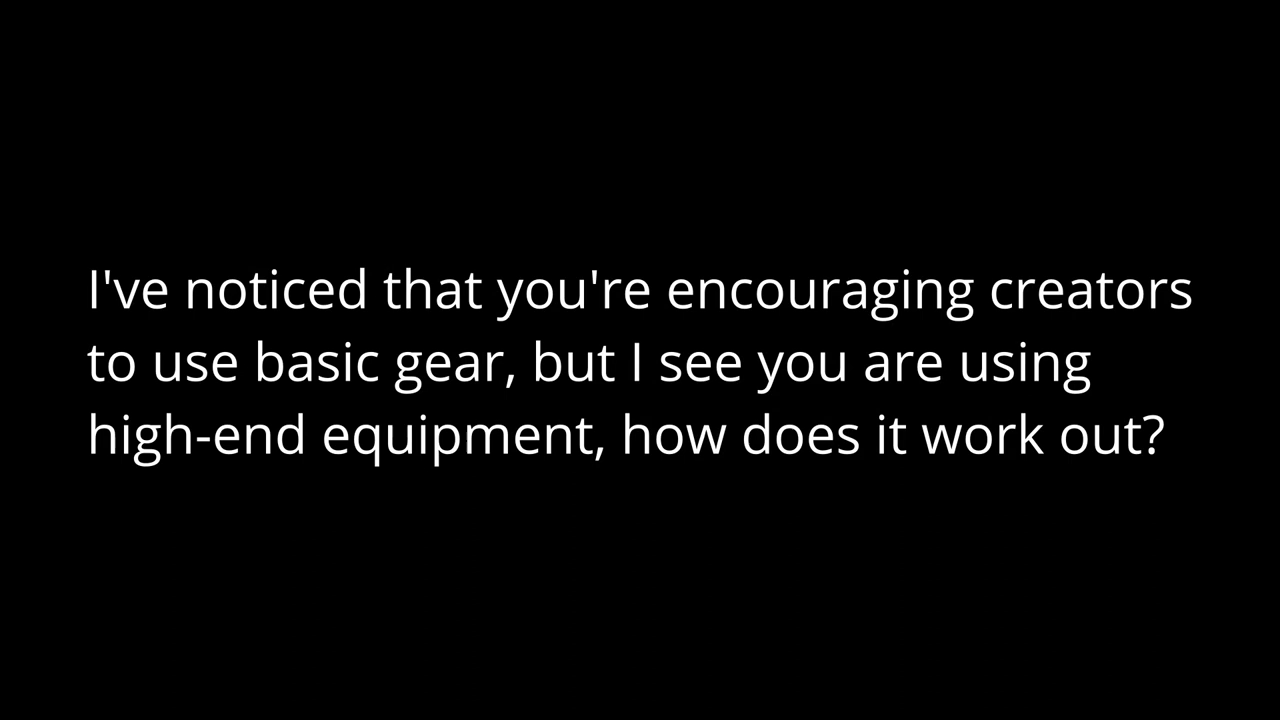 I've noticed that you're encouraging creators
to use basic gear, but I see you are using
high-end equipment, how does it work out?